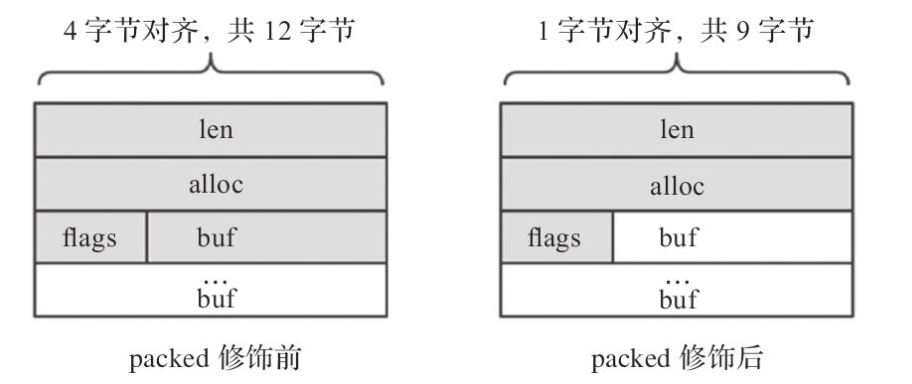 4 字节对齐，共 12 字节
len
alloc
flags
buf
…
buf
packed 修饰前
1 字节对齐，共 9 字节
len
alloc
flags
buf
…
buf
packed 修饰后